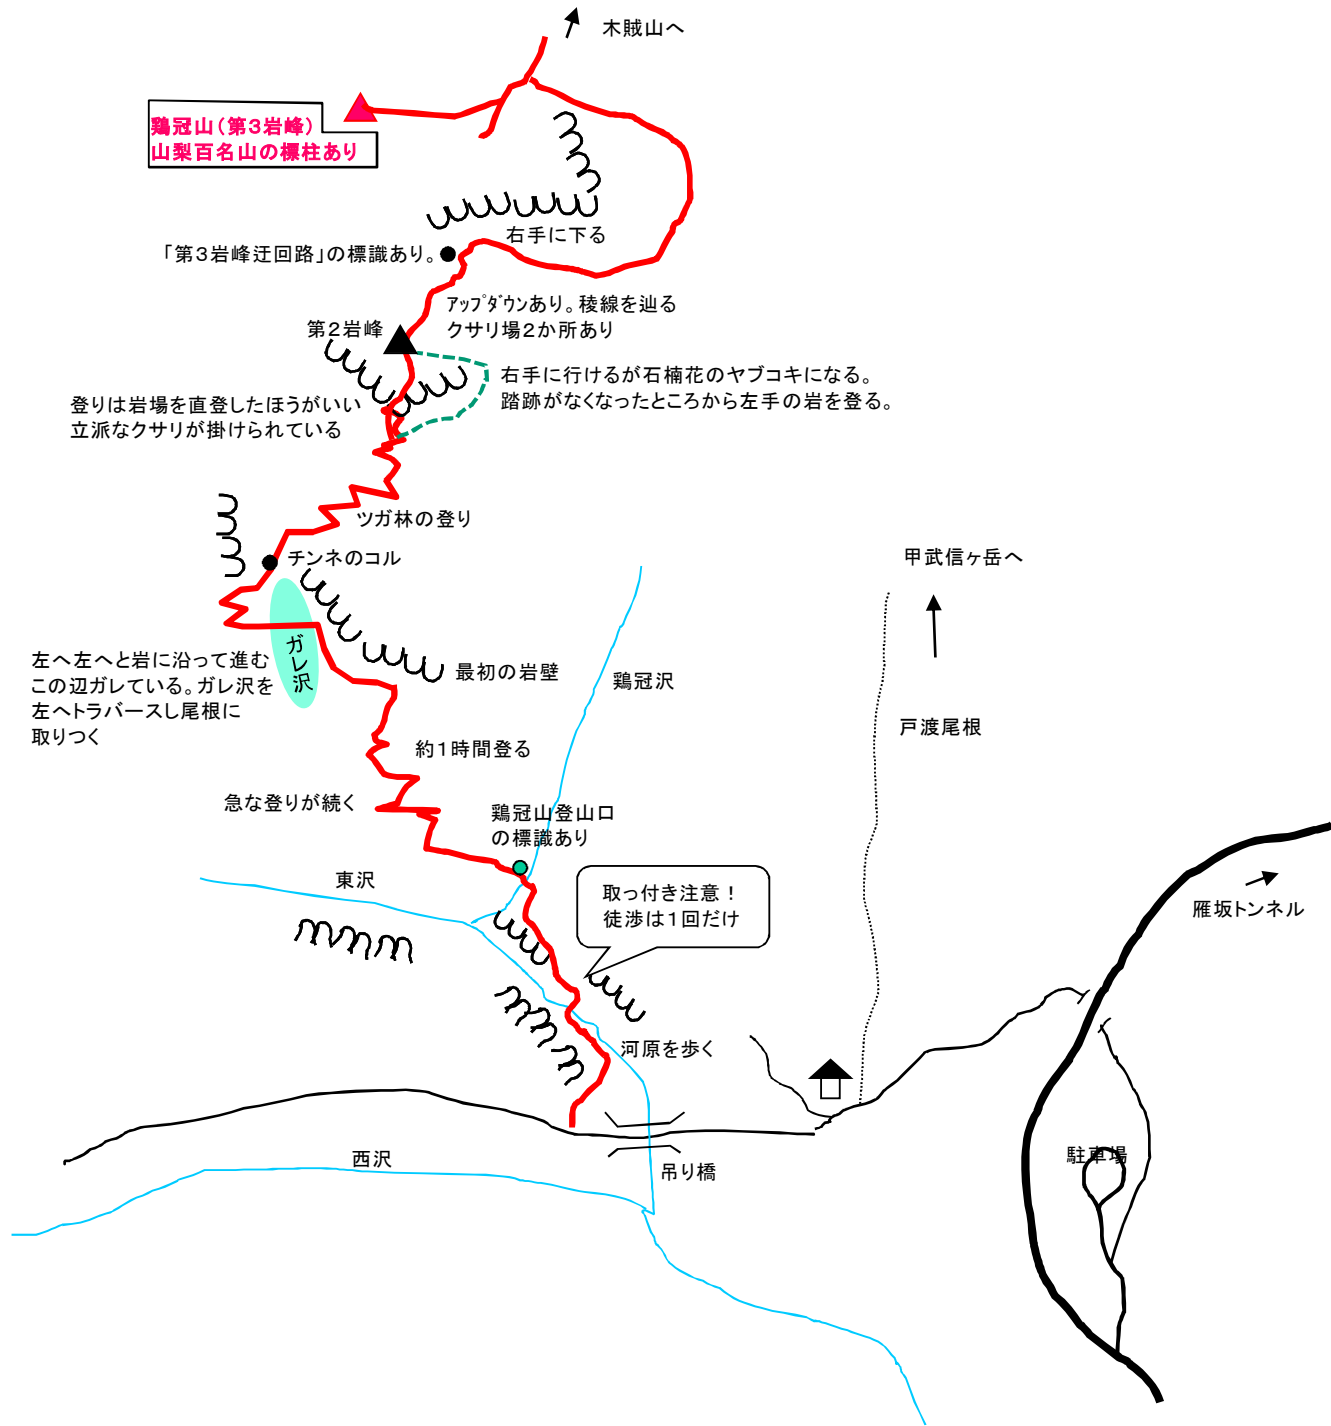 木賊山へ
鶏冠山（第３岩峰）
山梨百名山の標柱あり
右手に下る
「第３岩峰迂回路」の標識あり。
アップダウンあり。稜線を辿る
クサリ場２か所あり
第２岩峰
右手に行けるが石楠花のヤブコキになる。
踏跡がなくなったところから左手の岩を登る。
登りは岩場を直登したほうがいい
立派なクサリが掛けられている
ツガ林の登り
チンネのコル
甲武信ヶ岳へ
ガレ沢
左へ左へと岩に沿って進む
この辺ガレている。ガレ沢を
左へトラバースし尾根に
取りつく
最初の岩壁
鶏冠沢
戸渡尾根
約１時間登る
急な登りが続く
鶏冠山登山口
の標識あり
東沢
取っ付き注意！
徒渉は１回だけ
雁坂トンネル
河原を歩く
西沢
吊り橋
駐車場